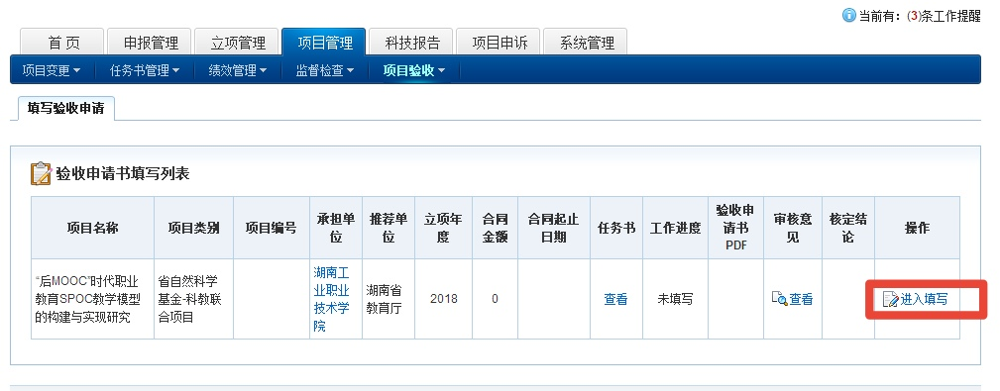 当前有：(3)条工作提醒
首 页 申报管理 立项管理 项目管理 科技报告 项目申诉 系统管理
项目变更 任务书管理 绩效管理 监督检查 项目验收
填写验收申请
验收申请书填写列表
项目名称
项目类别
项目编号
承担单
位
推荐单
位
立项年
度
合同
金额
合同起止
日期
任务书
工作进度
验收申
请书
PDF
审核意
见
核定结
论
操作
“后MOOC”时代职业
教育SPOC教学模型
的构建与实现研究
省自然科学
基金-科教联
合项目
湖南工
业职业
技术学
院
湖南省
教育厅
2018
0
查看
未填写
查看
进入填写